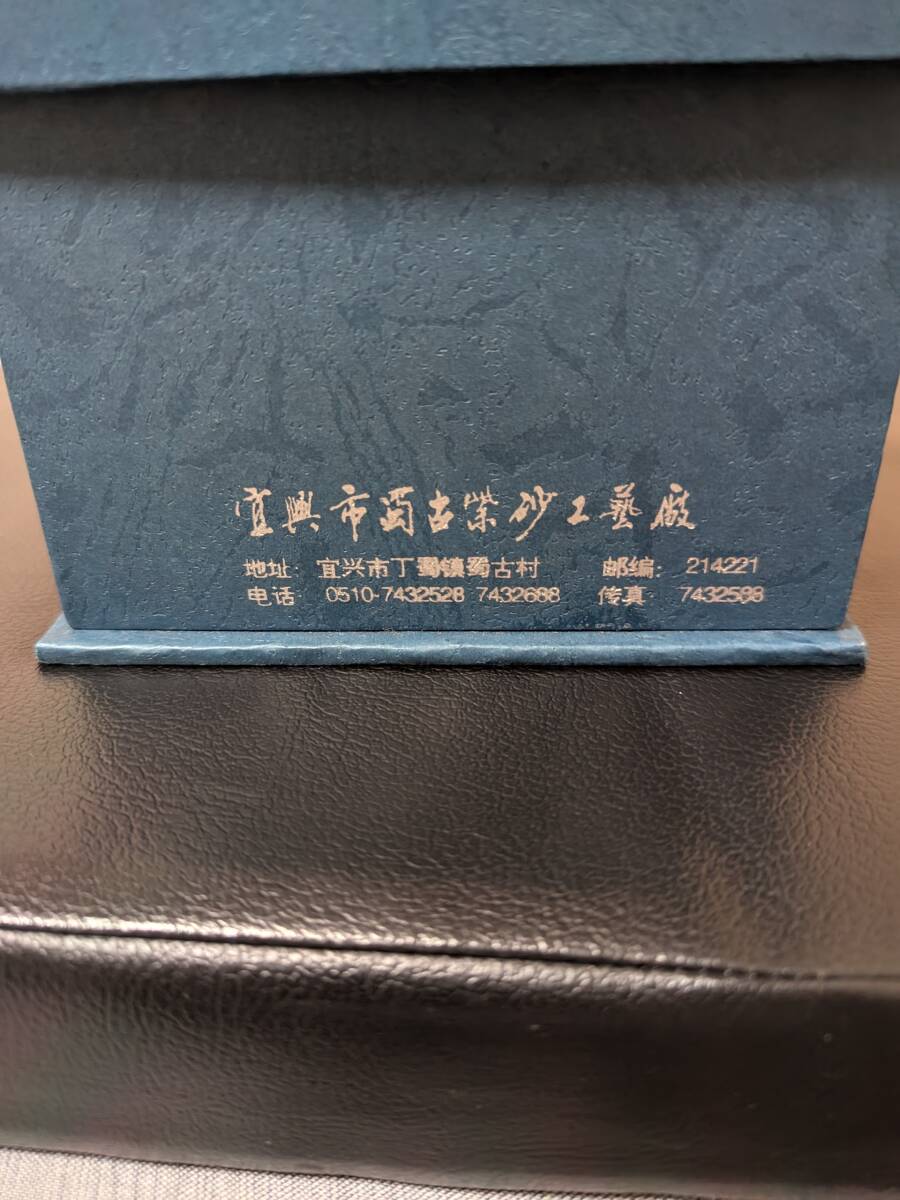 宜興市蜀古紫砂工藝廠
地址: 宜兴市丁蜀镇蜀古村 邮编: 214221
电话: 0510-7432528 7432688 传真: 7432598